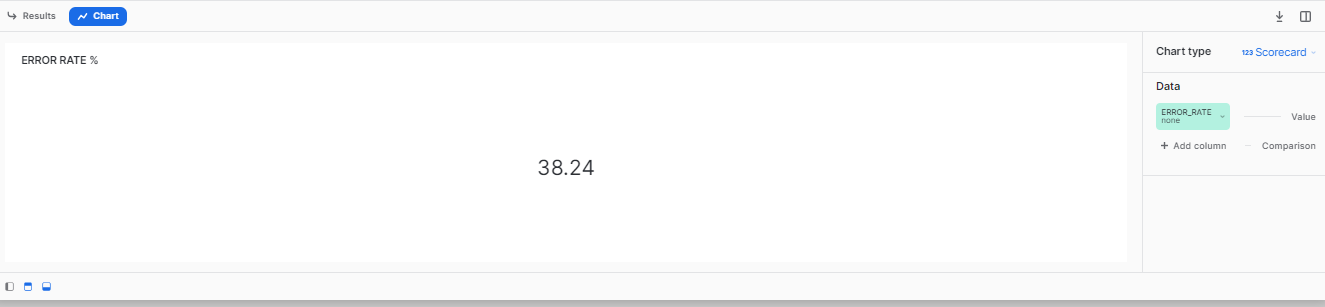 Results
Chart
ERROR RATE %
38.24
Chart type
123 Scorecard
Data
ERROR_RATE
none
Value
+ Add column
Comparison